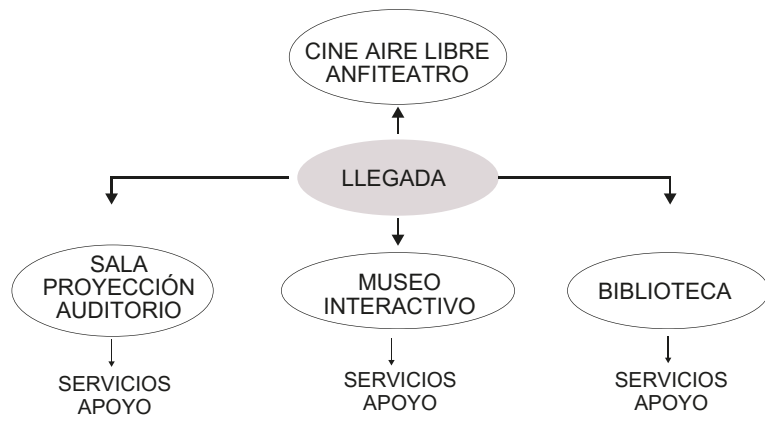 CINE AIRE LIBRE
ANFITEATRO
LLEGADA
SALA
PROYECCIÓN
AUDITORIO
MUSEO
INTERACTIVO
BIBLIOTECA
SERVICIOS
APOYO
SERVICIOS
APOYO
SERVICIOS
APOYO